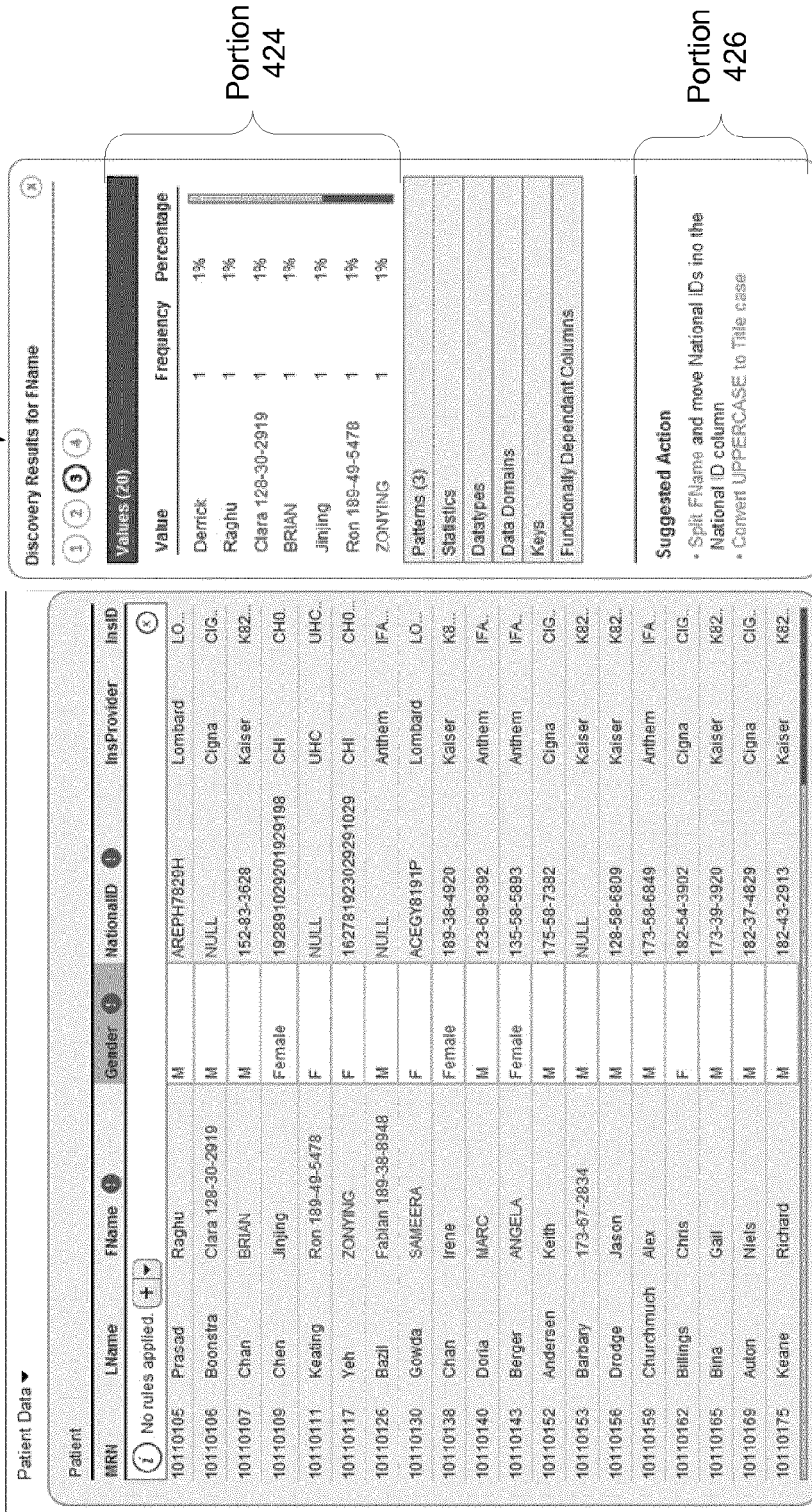 Patient Data
Patient
MRN LName FName Gender NationalID InsProvider InsID
i No rules applied. +
10110105 Prasad Raghu M AREPH7829H Lombard LO...
10110106 Boonstra Clara 128-30-2919 M NULL Cigna CIG..
10110107 Chan BRIAN M 152-83-3628 Kaiser K82...
10110109 Chen Jinjing Female 192891029201929198 CHI CH0..
10110111 Keating Ron 189-49-5478 F NULL UHC UHC.
10110117 Yeh ZONYING F 162781923029291029 CHI CH0...
10110126 Bazil Fabian 189-38-8948 M NULL Anthem IFA..
10110130 Gowda SAMEERA F ACEGY8191P Lombard LO...
10110138 Chan Irene Female 189-38-4920 Kaiser K8...
10110140 Doria MARC M 123-69-8392 Anthem IFA.
10110143 Berger ANGELA Female 135-58-5893 Anthem IFA..
10110152 Andersen Keith M 175-58-7382 Cigna CIG..
10110153 Barbary 173-67-2834 M NULL Kaiser K82..
10110156 Drodge Jason M 128-58-6809 Kaiser K82...
10110159 Churchmuch Alex M 173-58-6849 Anthem IFA..
10110162 Billings Chris F 182-54-3902 Cigna CIG..
10110165 Bina Gail M 173-39-3920 Kaiser K82...
10110169 Auton Niels M 182-37-4829 Cigna CIG..
10110175 Keane Richard M 182-43-2913 Kaiser K82..
Discovery Results for FName x
1 2 3 4
Values (20)
Value Frequency Percentage
Derrick 1 1%
Raghu 1 1%
Clara 128-30-2919 1 1%
BRIAN 1 1%
Jinjing 1 1%
Ron 189-49-5478 1 1%
ZONYING 1 1%
Patterns (3)
Statistics
Datatypes
Data Domains
Keys
Functionally Dependant Columns
Suggested Action
• Split FName and move National IDs ino the
National ID column
• Convert UPPERCASE to Title case
Portion
424
Portion
426